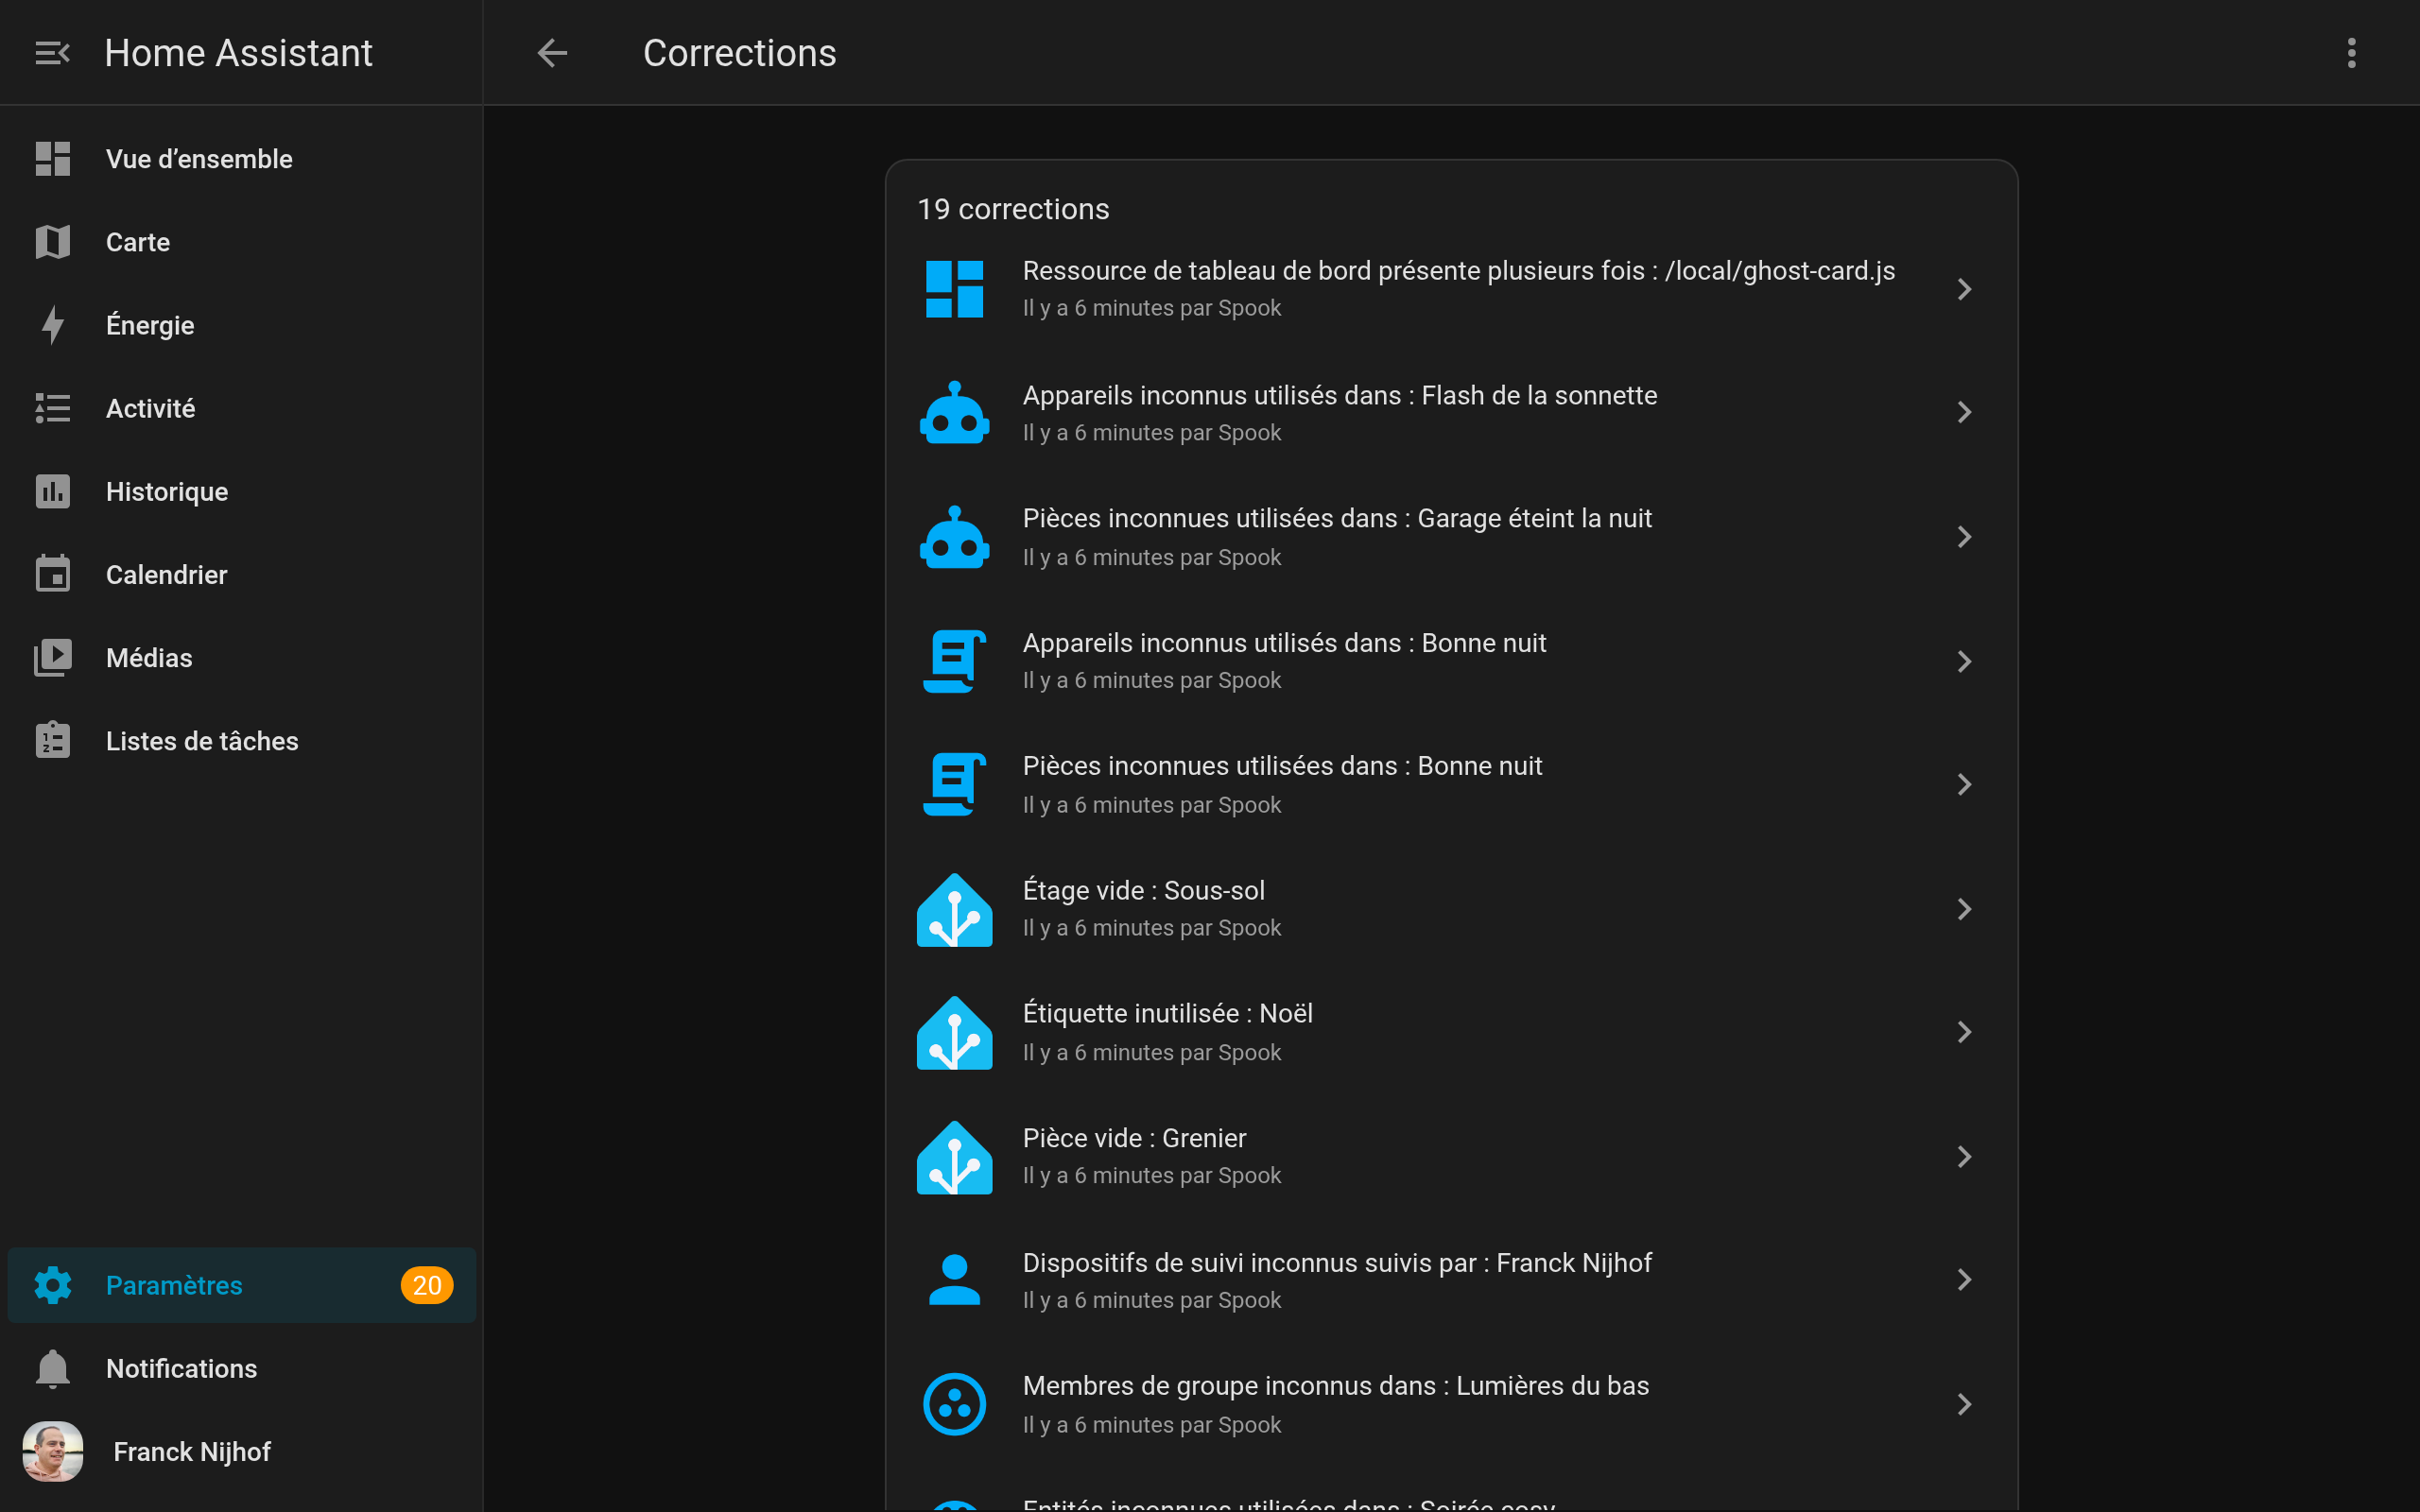 Home Assistant
Corrections
Vue d’ensemble
Carte
Énergie
Activité
Historique
Calendrier
Médias
Listes de tâches
Paramètres
20
Notifications
Franck Nijhof
19 corrections
Ressource de tableau de bord présente plusieurs fois : /local/ghost-card.js
Il y a 6 minutes par Spook
Appareils inconnus utilisés dans : Flash de la sonnette
Il y a 6 minutes par Spook
Pièces inconnues utilisées dans : Garage éteint la nuit
Il y a 6 minutes par Spook
Appareils inconnus utilisés dans : Bonne nuit
Il y a 6 minutes par Spook
Pièces inconnues utilisées dans : Bonne nuit
Il y a 6 minutes par Spook
Étage vide : Sous-sol
Il y a 6 minutes par Spook
Étiquette inutilisée : Noël
Il y a 6 minutes par Spook
Pièce vide : Grenier
Il y a 6 minutes par Spook
Dispositifs de suivi inconnus suivis par : Franck Nijhof
Il y a 6 minutes par Spook
Membres de groupe inconnus dans : Lumières du bas
Il y a 6 minutes par Spook
Entités inconnues utilisées dans : Soirée cosy